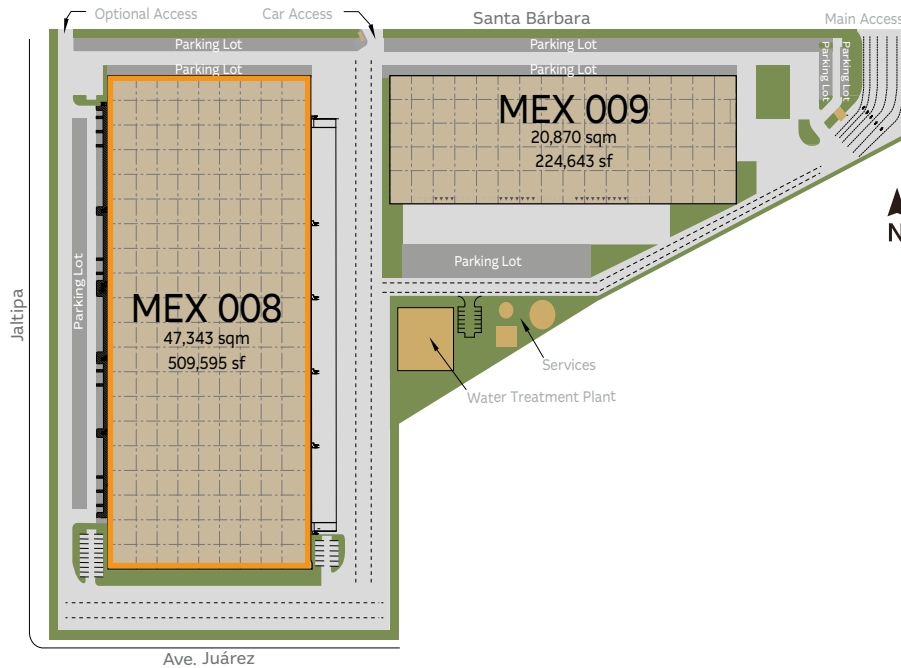 Optional Access
Car Access
Santa Bárbara
Main Access
Parking Lot
Parking Lot
Parking Lot
Parking Lot
Parking Lot
Parking Lot
MEX 009
20,870 sqm
224,643 sf
N
Parking Lot
Parking Lot
Jaltipa
MEX 008
47,343 sqm
509,595 sf
Services
Water Treatment Plant
Ave. Juárez